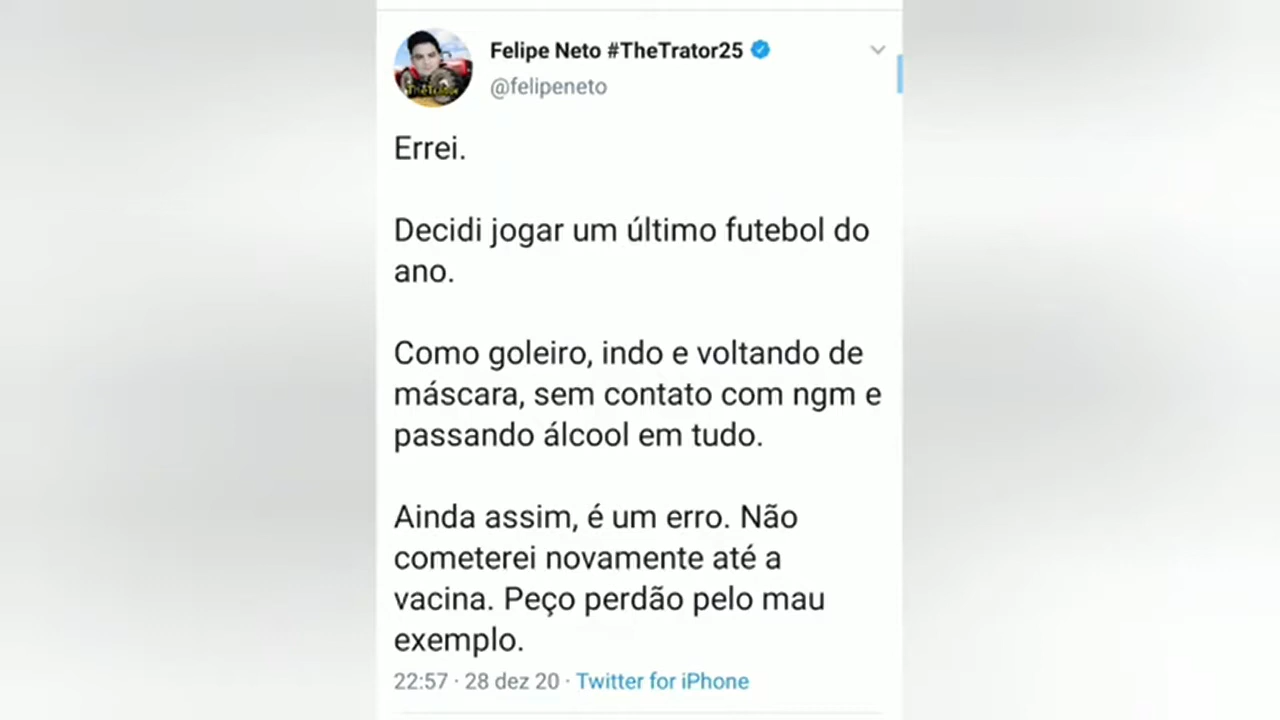 Felipe Neto #TheTrator25
@felipeneto
Errei.
Decidi jogar um último futebol do
ano.
Como goleiro, indo e voltando de
máscara, sem contato com ngm e
passando álcool em tudo.
Ainda assim, é um erro. Não
cometerei novamente até a
vacina. Peço perdão pelo mau
exemplo.
22:57 · 28 dez 20 · Twitter for iPhone